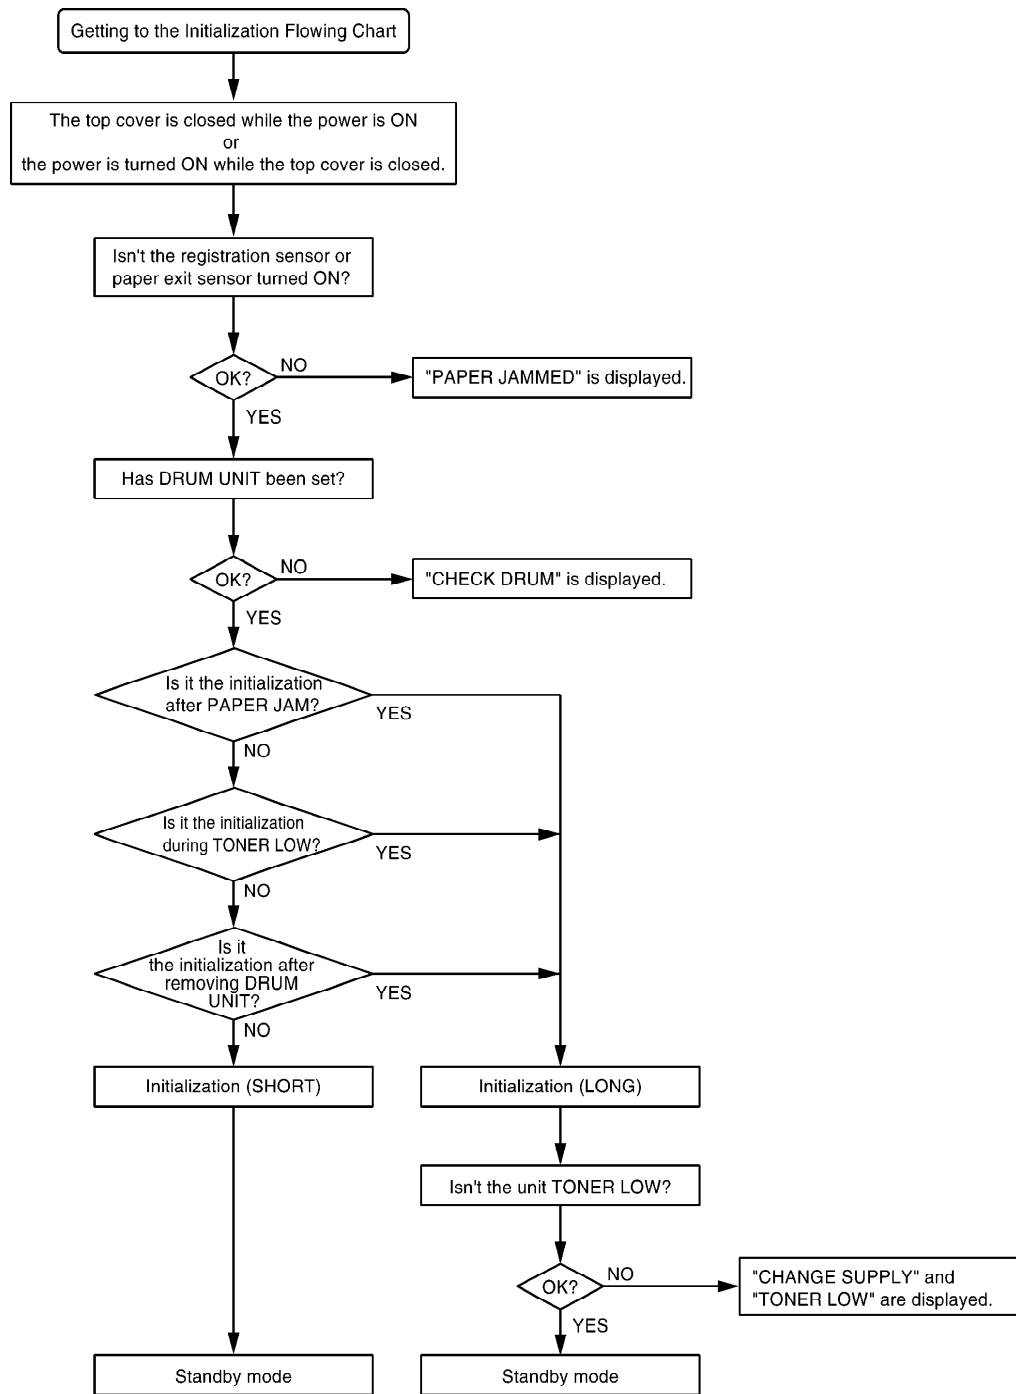 Getting to the Initialization Flowing Chart
The top cover is closed while the power is ON
or
the power is turned ON while the top cover is closed.
Isn't the registration sensor or
paper exit sensor turned ON?
OK?
NO
"PAPER JAMMED" is displayed.
YES
Has DRUM UNIT been set?
OK?
NO
"CHECK DRUM" is displayed.
YES
Is it the initialization
after PAPER JAM?
YES
NO
Is it the initialization
during TONER LOW?
YES
NO
Is it
the initialization after
removing DRUM
UNIT?
YES
NO
Initialization (SHORT)
Initialization (LONG)
Isn't the unit TONER LOW?
OK?
NO
"CHANGE SUPPLY" and
"TONER LOW" are displayed.
YES
Standby mode
Standby mode